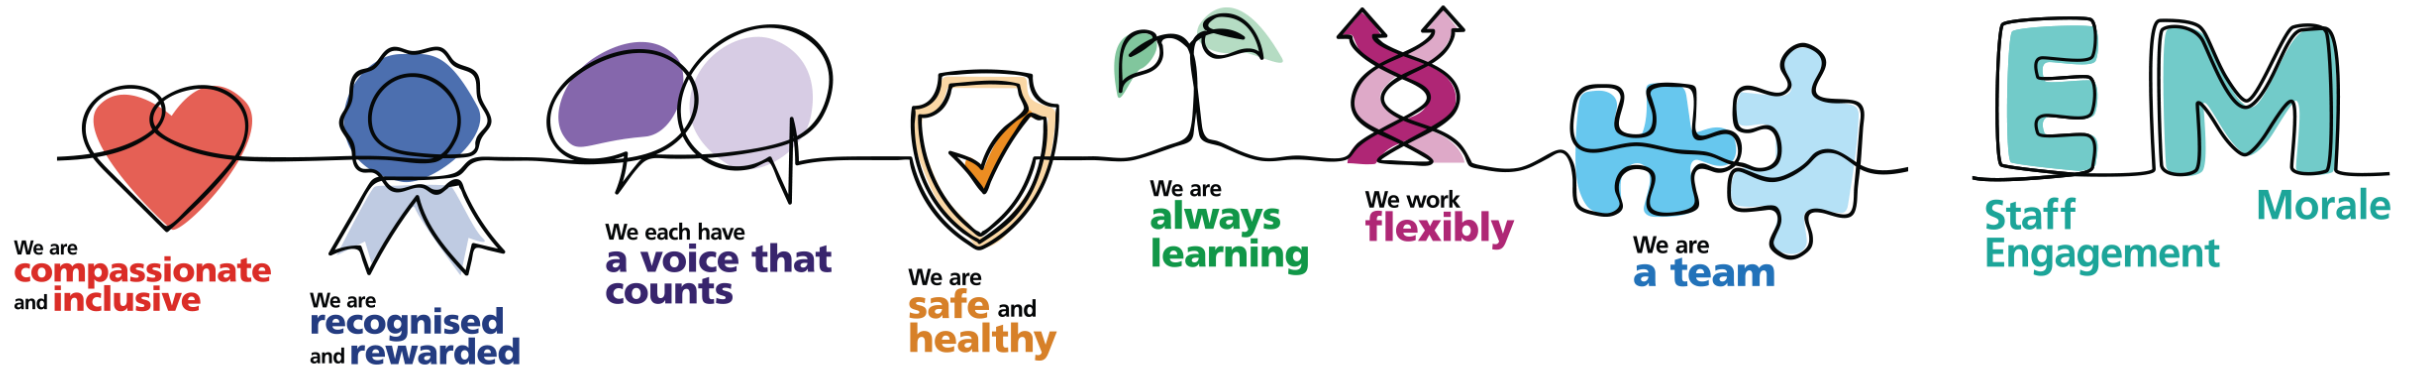 We are
compassionate
and inclusive
We are
recognised
and rewarded
We each have
a voice that
counts
We are
safe and
healthy
We are
always
learning
We work
flexibly
We are
a team
E M
Staff
Engagement
Morale